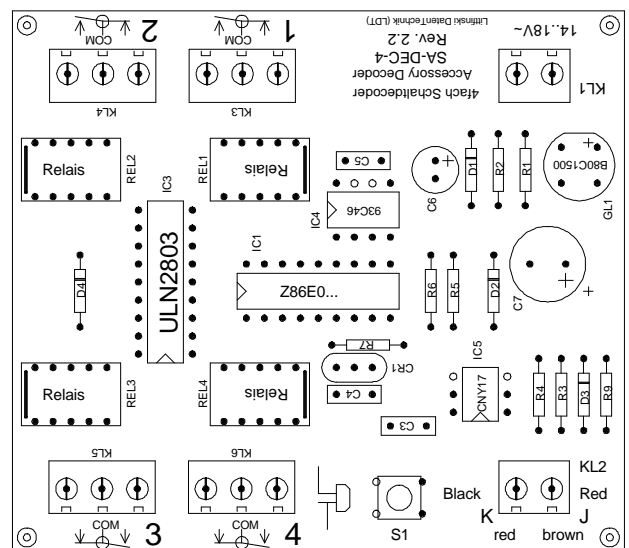 2
COM
1
COM
Littfinski DatenTechnik (LDT)
Rev. 2.2
SA-DEC-4
Accessory Decoder
4fach Schaltdecoder
14..18V~
KL4
KL3
KL1
Relais
REL2
IC3
REL1
Relais
C5
IC4
93C46
C6
D1
R2
R1
B80C1500
GL1
ULN2803
IC1
Z86E0...
D4
R6
R5
D2
C7
R7
CR1
C4
C3
IC5
CNY17
R4
R3
D3
R9
Relais
REL3
REL4
Relais
KL5
KL6
KL2
Black
Red
S1
K
J
red
brown
COM
3
COM
4